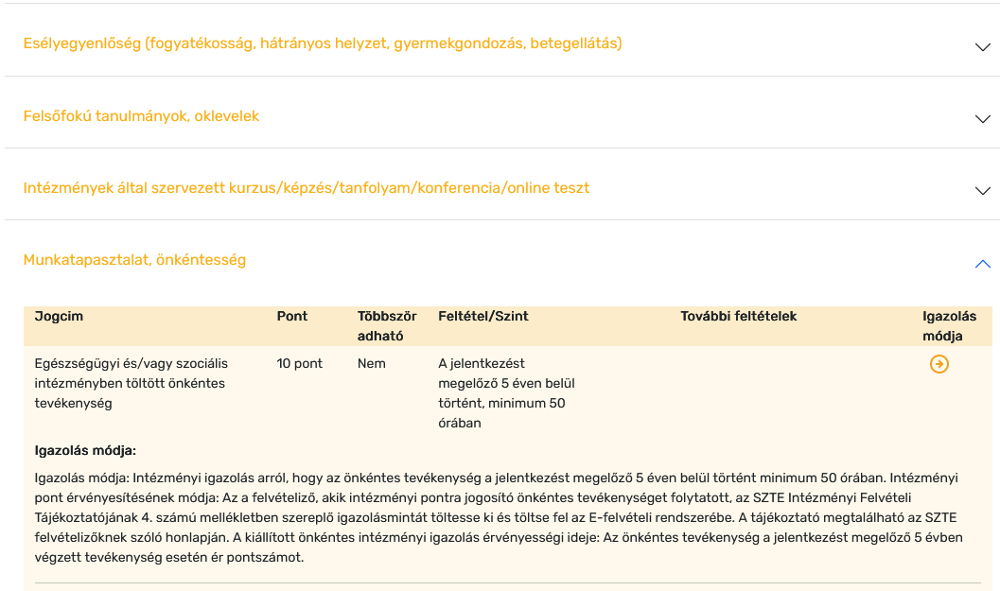 Esélyegyenlőség (fogyatékosság, hátrányos helyzet, gyermekgondozás, betegellátás)
Felsőfokú tanulmányok, oklevelek
Intézmények által szervezett kurzus/képzés/tanfolyam/konferencia/online teszt
Munkatapasztalat, önkéntesség
Jogcim Pont Többször adható Feltétel/Szint További feltételek Igazolás módja
Egészségügyi és/vagy szociális intézményben töltött önkéntes tevékenység
10 pont
Nem
A jelentkezést
megelőző 5 éven belül
történt, minimum 50
órában
Igazolás módja:
Igazolás módja: Intézményi igazolás arról, hogy az önkéntes tevékenység a jelentkezést megelőző 5 éven belül történt minimum 50 órában. Intézményi
pont érvényesítésének módja: Az a felvételiző, akik intézményi pontra jogosító önkéntes tevékenységet folytatott, az SZTE Intézményi Felvételi
Tájékoztatójának 4. számú mellékletben szereplő igazolásmintát töltesse ki és töltse fel az E-felvételi rendszerébe. A tájékoztató megtalálható az SZTE
felvételizőknek szóló honlapján. A kiállított önkéntes intézményi igazolás érvényességi ideje: Az önkéntes tevékenység a jelentkezést megelőző 5 évben
végzett tevékenység esetén ér pontszámot.